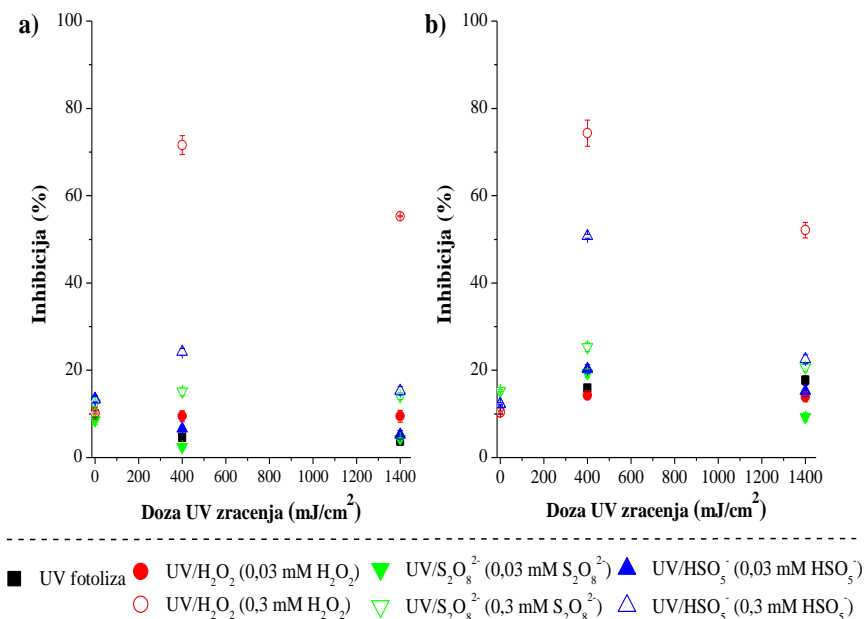 a)
100
80
60
40
20
0
Inhibicija (%)
0 200 400 600 800 1000 1200 1400
Doza UV zracenja (mJ/cm²)
b)
100
80
60
40
20
0
Inhibicija (%)
0 200 400 600 800 1000 1200 1400
Doza UV zracenja (mJ/cm²)
UV fotoliza
UV/H₂O₂ (0,03 mM H₂O₂)
UV/S₂O₈²⁻ (0,03 mM S₂O₈²⁻)
UV/HSO₅⁻ (0,03 mM HSO₅⁻)
UV/H₂O₂ (0,3 mM H₂O₂)
UV/S₂O₈²⁻ (0,3 mM S₂O₈²⁻)
UV/HSO₅⁻ (0,3 mM HSO₅⁻)